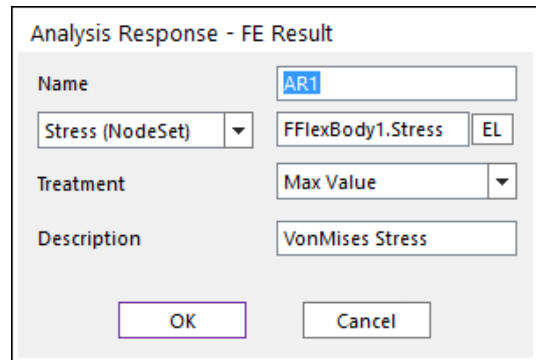 Analysis Response - FE Result
Name AR1
Stress (NodeSet) FFlexBody1.Stress EL
Treatment Max Value
Description VonMises Stress
OK Cancel